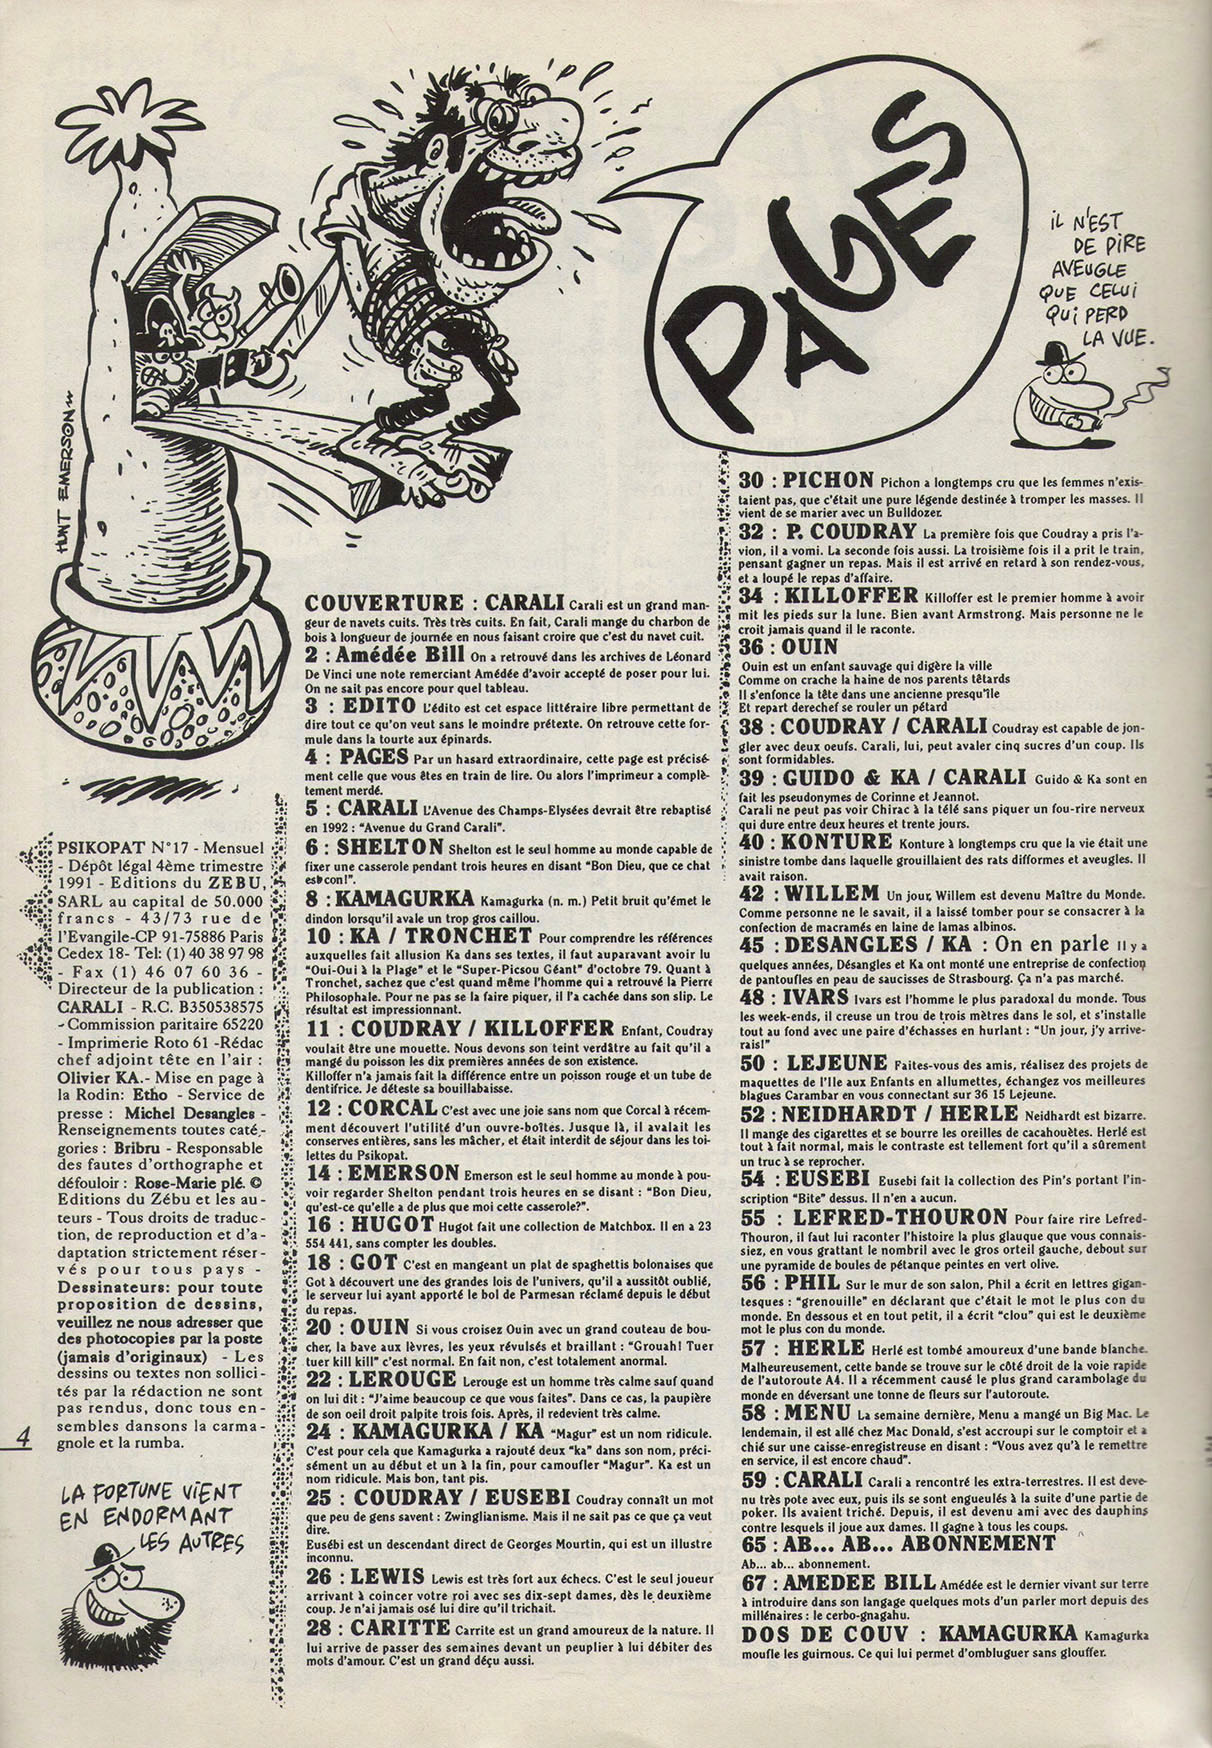 PAGES
IL N'EST
DE PIRE
AVEUGLE
QUE CELUI
QUI PERD
LA VUE.
HUNT EMERSON
PSIKOPAT N°17 - Mensuel
- Dépôt légal 4ème trimestre
1991 - Editions du ZEBU,
SARL au capital de 50.000
francs - 43/73 rue de
l'Evangile-CP 91-75886 Paris
Cedex 18- Tel: (1) 40 38 97 98
- Fax (1) 46 07 60 36 -
Directeur de la publication :
CARALI - R.C. B350538575
- Commission paritaire 65220
- Imprimerie Roto 61 -Rédac
chef adjoint tête en l'air :
Olivier KA.- Mise en page à
la Rodin: Etho - Service de
presse : Michel Desangles -
Renseignements toutes caté-
gories : Bribru - Responsable
des fautes d'orthographe et
défouloir : Rose-Marie plé. ©
Editions du Zébu et les au-
teurs - Tous droits de traduc-
tion, de reproduction et d'a-
daptation strictement réser-
vés pour tous pays -
Dessinateurs: pour toute
proposition de dessins,
veuillez ne nous adresser que
des photocopies par la poste
(jamais d'originaux) - Les
dessins ou textes non sollici-
tés par la rédaction ne sont
pas rendus, donc tous en-
sembles dansons la carma-
gnole et la rumba.
4
LA FORTUNE VIENT
EN ENDORMANT
LES AUTRES
COUVERTURE : CARALI Carali est un grand man-
geur de navets cuits. Très très cuits. En fait, Carali mange du charbon de
bois à longueur de journée en nous faisant croire que c'est du navet cuit.
2 : Amédée Bill On a retrouvé dans les archives de Léonard
De Vinci une note remerciant Amédée d'avoir accepté de poser pour lui.
On ne sait pas encore pour quel tableau.
3 : EDITO L'édito est cet espace littéraire libre permettant de
dire tout ce qu'on veut sans le moindre prétexte. On retrouve cette for-
mule dans la tourte aux épinards.
4 : PAGES Par un hasard extraordinaire, cette page est précisé-
ment celle que vous êtes en train de lire. Ou alors l'imprimeur a complè-
tement merdé.
5 : CARALI L'Avenue des Champs-Elysées devrait être rebaptisé
en 1992 : "Avenue du Grand Carali".
6 : SHELTON Shelton est le seul homme au monde capable de
fixer une casserole pendant trois heures en disant "Bon Dieu, que ce chat
est con!".
8 : KAMAGURKA Kamagurka (n. m.) Petit bruit qu'émet le
dindon lorsqu'il avale un trop gros caillou.
10 : KA / TRONCHET Pour comprendre les références
auxquelles fait allusion Ka dans ses textes, il faut auparavant avoir lu
"Oui-Oui à la Plage" et le "Super-Picsou Géant" d'octobre 79. Quant à
Tronchet, sachez que c'est quand même l'homme qui a retrouvé la Pierre
Philosophale. Pour ne pas se la faire piquer, il l'a cachée dans son slip. Le
résultat est impressionnant.
11 : COUDRAY / KILLOFFER Enfant, Coudray
voulait être une mouette. Nous devons son teint verdâtre au fait qu'il a
mangé du poisson les dix premières années de son existence.
Killoffer n'a jamais fait la différence entre un poisson rouge et un tube de
dentifrice. Je déteste sa bouillabaisse.
12 : CORCAL C'est avec une joie sans nom que Corcal à récem-
ment découvert l'utilité d'un ouvre-boîtes. Jusque là, il avalait les
conserves entières, sans les mâcher, et était interdit de séjour dans les toi-
lettes du Psikopat.
14 : EMERSON Emerson est le seul homme au monde à pou-
voir regarder Shelton pendant trois heures en se disant : "Bon Dieu,
qu'est-ce qu'elle a de plus que moi cette casserole?".
16 : HUGOT Hugot fait une collection de Matchbox. Il en a 23
554 441, sans compter les doubles.
18 : GOT C'est en mangeant un plat de spaghettis bolonaises que
Got à découvert une des grandes lois de l'univers, qu'il a aussitôt oublié,
le serveur lui ayant apporté le bol de Parmesan réclamé depuis le début
du repas.
20 : OUIN Si vous croisez Ouin avec un grand couteau de bou-
cher, la bave aux lèvres, les yeux révulsés et braillant : "Grouah! Tuer
tuer kill kill" c'est normal. En fait non, c'est totalement anormal.
22 : LEROUGE Lerouge est un homme très calme sauf quand
on lui dit : "J'aime beaucoup ce que vous faites". Dans ce cas, la paupière
de son oeil droit palpite trois fois. Après, il redevient très calme.
24 : KAMAGURKA / KA "Magur" est un nom ridicule.
C'est pour cela que Kamagurka a rajouté deux "ka" dans son nom, préci-
sément un au début et un à la fin, pour camoufler "Magur". Ka est un
nom ridicule. Mais bon, tant pis.
25 : COUDRAY / EUSEBI Coudray connaît un mot
que peu de gens savent : Zwinglianisme. Mais il ne sait pas ce que ça veut
dire.
Eusébi est un descendant direct de Georges Mourtin, qui est un illustre
inconnu.
26 : LEWIS Lewis est très fort aux échecs. C'est le seul joueur
arrivant à coincer votre roi avec ses dix-sept dames, dès le deuxième
coup. Je n'ai jamais osé lui dire qu'il trichait.
28 : CARITTE Carrite est un grand amoureux de la nature. Il
lui arrive de passer des semaines devant un peuplier à lui débiter des
mots d'amour. C'est un grand déçu aussi.
30 : PICHON Pichon a longtemps cru que les femmes n'exis-
taient pas, que c'était une pure légende destinée à tromper les masses. Il
vient de se marier avec un Bulldozer.
32 : P. COUDRAY La première fois que Coudray a pris l'a-
vion, il a vomi. La seconde fois aussi. La troisième fois il a prit le train,
pensant gagner un repas. Mais il est arrivé en retard à son rendez-vous,
et a loupé le repas d'affaire.
34 : KILLOFFER Killoffer est le premier homme à avoir
mit les pieds sur la lune. Bien avant Armstrong. Mais personne ne le
croit jamais quand il le raconte.
36 : OUIN
Ouin est un enfant sauvage qui digère la ville
Comme on crache la haine de nos parents têtards
Il s'enfonce la tête dans une ancienne presqu'île
Et repart derechef se rouler un pétard
38 : COUDRAY / CARALI Coudray est capable de jon-
gler avec deux oeufs. Carali, lui, peut avaler cinq sucres d'un coup. Ils
sont formidables.
39 : GUIDO & KA / CARALI Guido & Ka sont en
fait les pseudonymes de Corinne et Jeannot.
Carali ne peut pas voir Chirac à la télé sans piquer un fou-rire nerveux
qui dure entre deux heures et trente jours.
40 : KONTURE Konture à longtemps cru que la vie était une
sinistre tombe dans laquelle grouillaient des rats difformes et aveugles. Il
avait raison.
42 : WILLEM Un jour, Willem est devenu Maître du Monde.
Comme personne ne le savait, il a laissé tomber pour se consacrer à la
confection de macramés en laine de lamas albinos.
45 : DESANGLES / KA : On en parle Il y a
quelques années, Désangles et Ka ont monté une entreprise de confection
de pantoufles en peau de saucisses de Strasbourg. Ça n'a pas marché.
48 : IVARS Ivars est l'homme le plus paradoxal du monde. Tous
les week-ends, il creuse un trou de trois mètres dans le sol, et s'installe
tout au fond avec une paire d'échasses en hurlant : "Un jour, j'y arrive-
rais!"
50 : LEJEUNE Faites-vous des amis, réalisez des projets de
maquettes de l'Ile aux Enfants en allumettes, échangez vos meilleures
blagues Carambar en vous connectant sur 36 15 Lejeune.
52 : NEIDHARDT / HERLE Neidhardt est bizarre.
Il mange des cigarettes et se bourre les oreilles de cacahouètes. Herlé est
tout à fait normal, mais le contraste est tellement fort qu'il a sûrement
un truc à se reprocher.
54 : EUSEBI Eusebi fait la collection des Pin's portant l'in-
scription "Bite" dessus. Il n'en a aucun.
55 : LEFRED-THOURON Pour faire rire Lefred-
Thouron, il faut lui raconter l'histoire la plus glauque que vous connais-
siez, en vous grattant le nombril avec le gros orteil gauche, debout sur
une pyramide de boules de pétanque peintes en vert olive.
56 : PHIL Sur le mur de son salon, Phil a écrit en lettres gigan-
tesques : "grenouille" en déclarant que c'était le mot le plus con du
monde. En dessous et en tout petit, il a écrit "clou" qui est le deuxième
mot le plus con du monde.
57 : HERLE Herlé est tombé amoureux d'une bande blanche.
Malheureusement, cette bande se trouve sur le côté droit de la voie rapide
de l'autoroute A4. Il a récemment causé le plus grand carambolage du
monde en déversant une tonne de fleurs sur l'autoroute.
58 : MENU La semaine dernière, Menu a mangé un Big Mac. Le
lendemain, il est allé chez Mac Donald, s'est accroupi sur le comptoir et a
chié sur une caisse-enregistreuse en disant : "Vous avez qu'à le remettre
en service, il est encore chaud".
59 : CARALI Carali a rencontré les extra-terrestres. Il est deve-
nu très pote avec eux, puis ils se sont engueulés à la suite d'une partie de
poker. Ils avaient triché. Depuis, il est devenu ami avec des dauphins
contre lesquels il joue aux dames. Il gagne à tous les coups.
65 : AB... AB... ABONNEMENT
Ab... ab... abonnement.
67 : AMEDEE BILL Amédée est le dernier vivant sur terre
à introduire dans son langage quelques mots d'un parler mort depuis des
millénaires : le cerbo-gnagahu.
DOS DE COUV : KAMAGURKA Kamagurka
moufle les guirnous. Ce qui lui permet d'ombluguer sans glouffer.